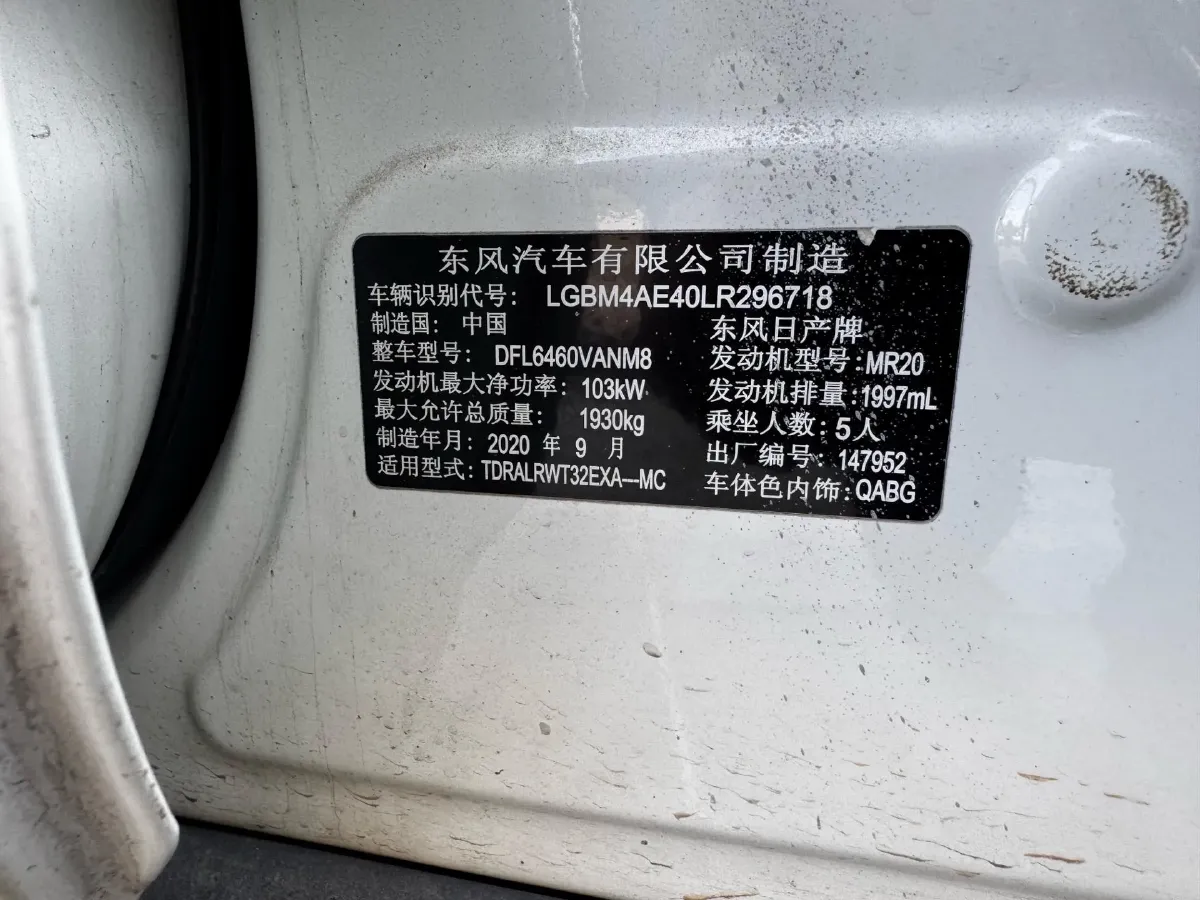 东风汽车有限公司制造
车辆识别代号: LGBM4AE40LR296718
制造国: 中国 东风日产牌
整车型号: DFL6460VANM8 发动机型号:MR20
发动机最大净功率: 103kW 发动机排量:1997mL
最大允许总质量: 1930kg 乘坐人数:5人
制造年月: 2020 年 9 月 出厂编号: 147952
适用型式: TDRALRWT32EXA---MC 车体色内饰:QABG